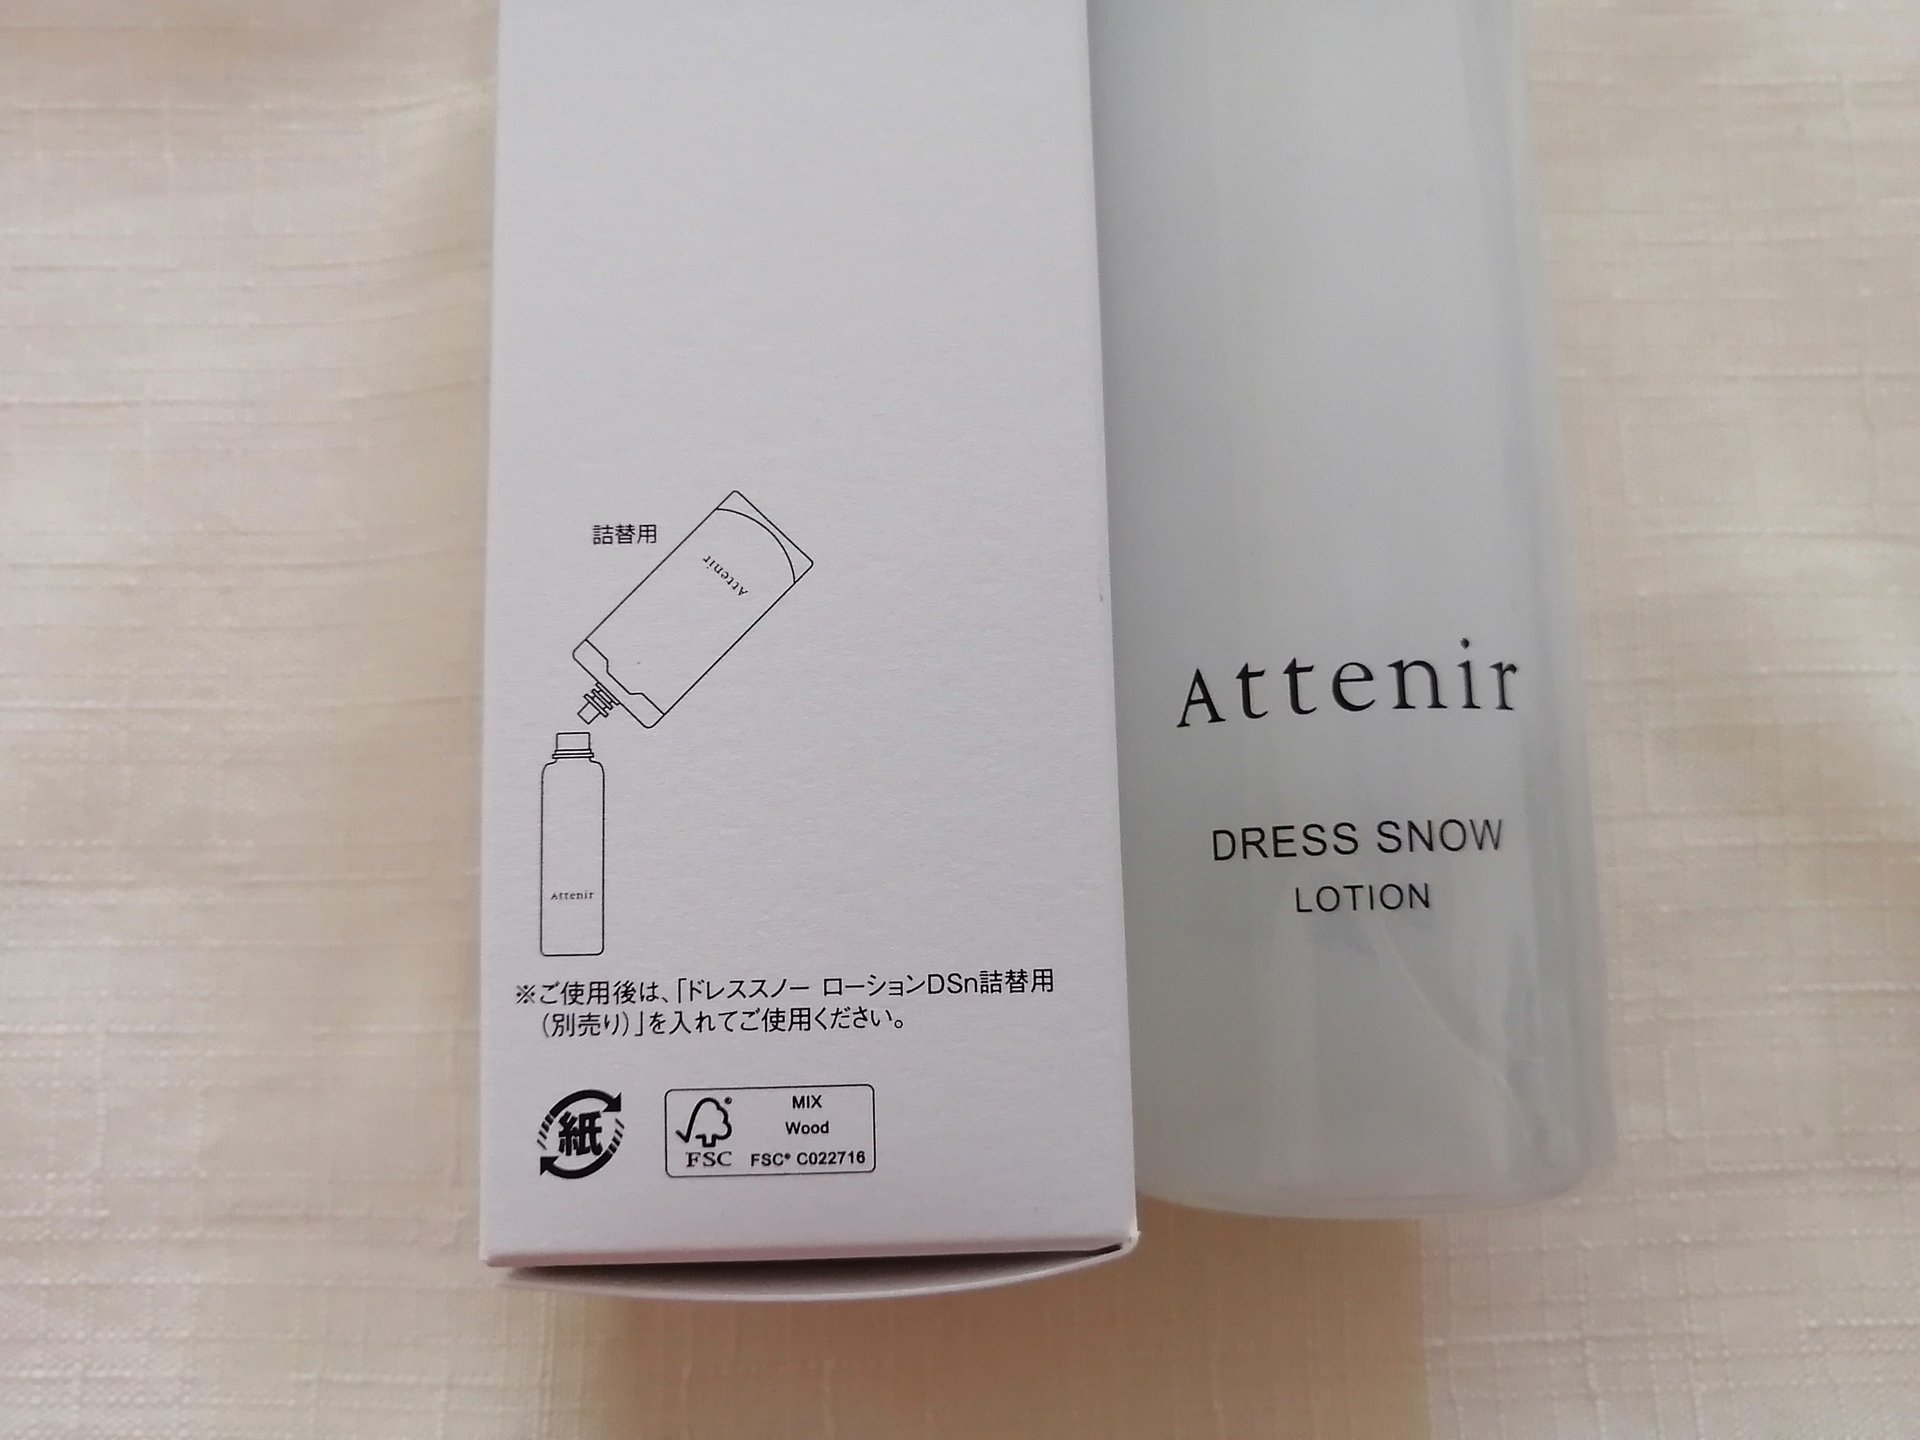 詰替用
Attenir
Attenir
※ご使用後は、「ドレススノー ローションDSn詰替用
（別売り）」を入れてご使用ください。
紙
FSC®
MIX
Wood
FSC® C022716
Attenir
DRESS SNOW
LOTION